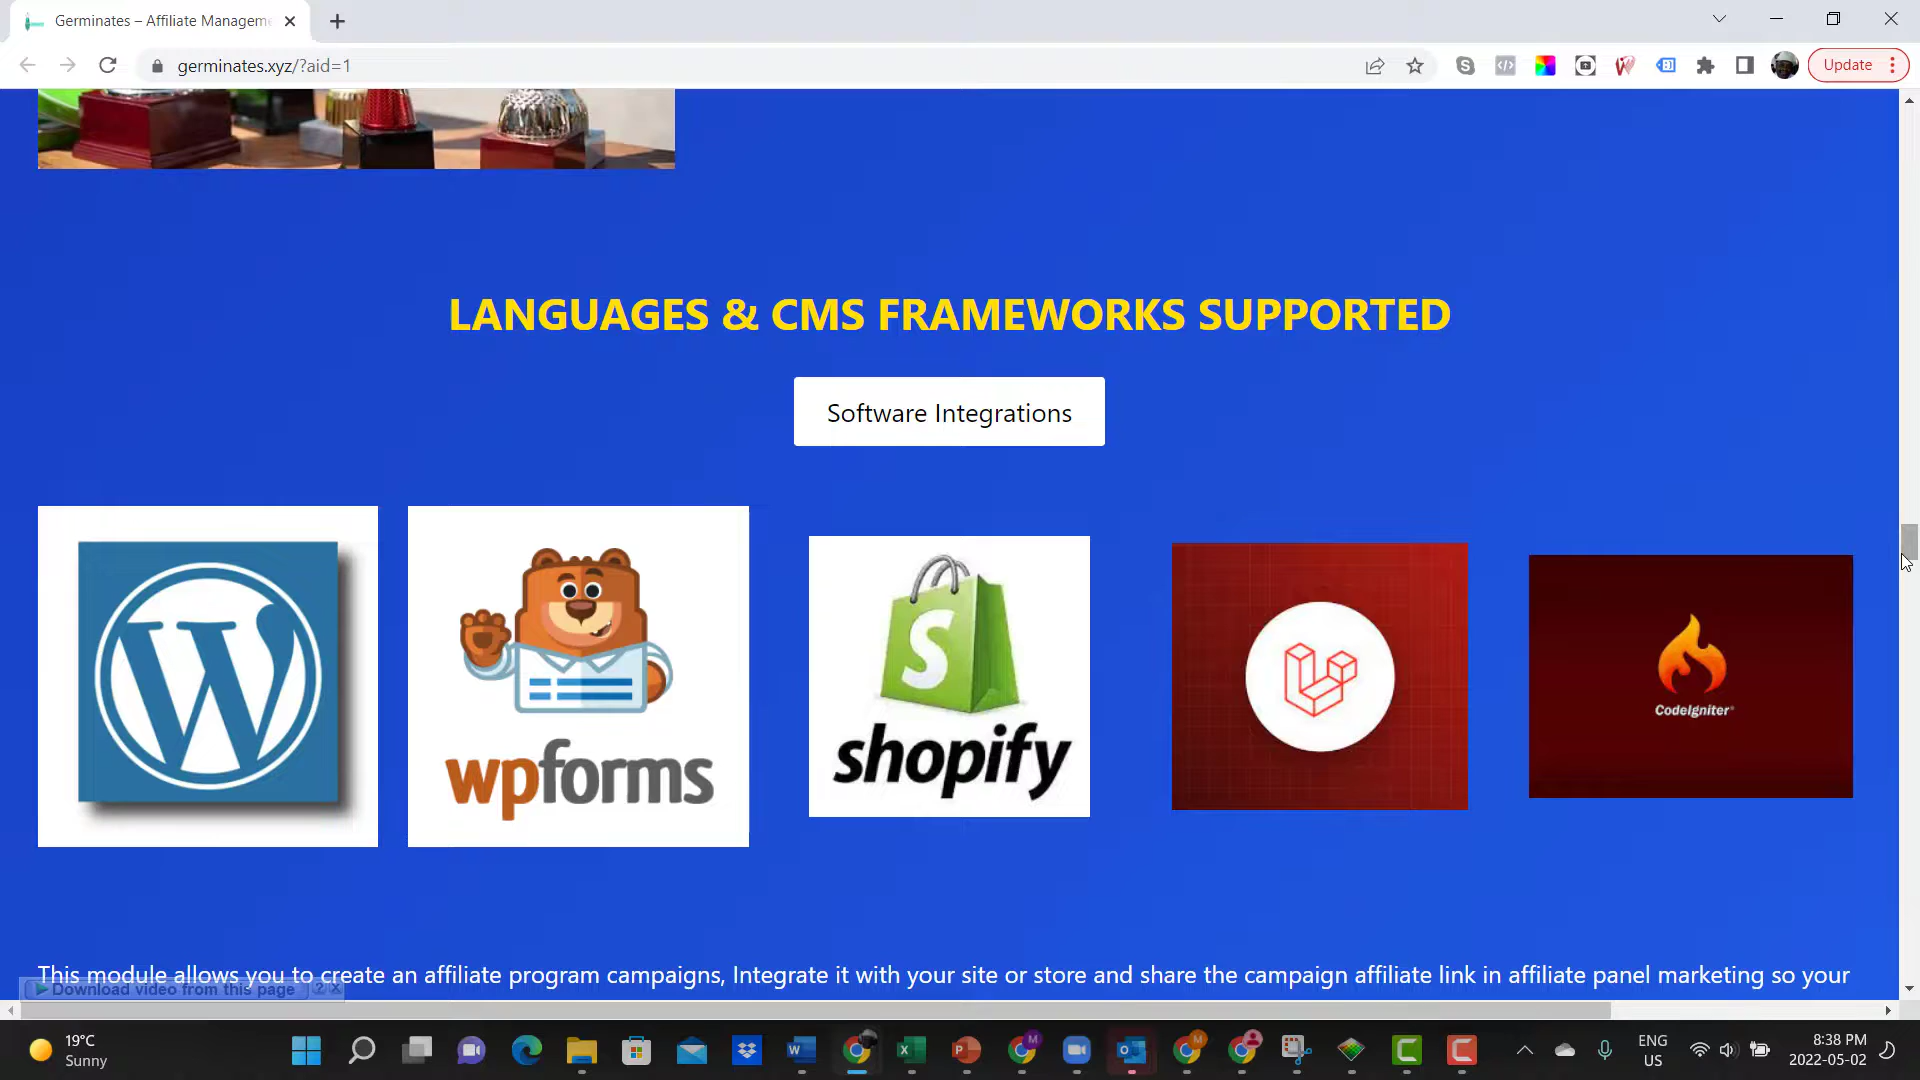 Germinates – Affiliate Managem
germinates.xyz/?aid=1
Update
LANGUAGES & CMS FRAMEWORKS SUPPORTED
Software Integrations
W
wpforms
S
shopify
CodeIgniter
This module allows you to create an affiliate program campaigns, Integrate it with your site or store and share the campaign affiliate link in affiliate panel marketing so your
Download video from this page ? x
19°C
Sunny
ENG
US
8:38 PM
2022-05-02